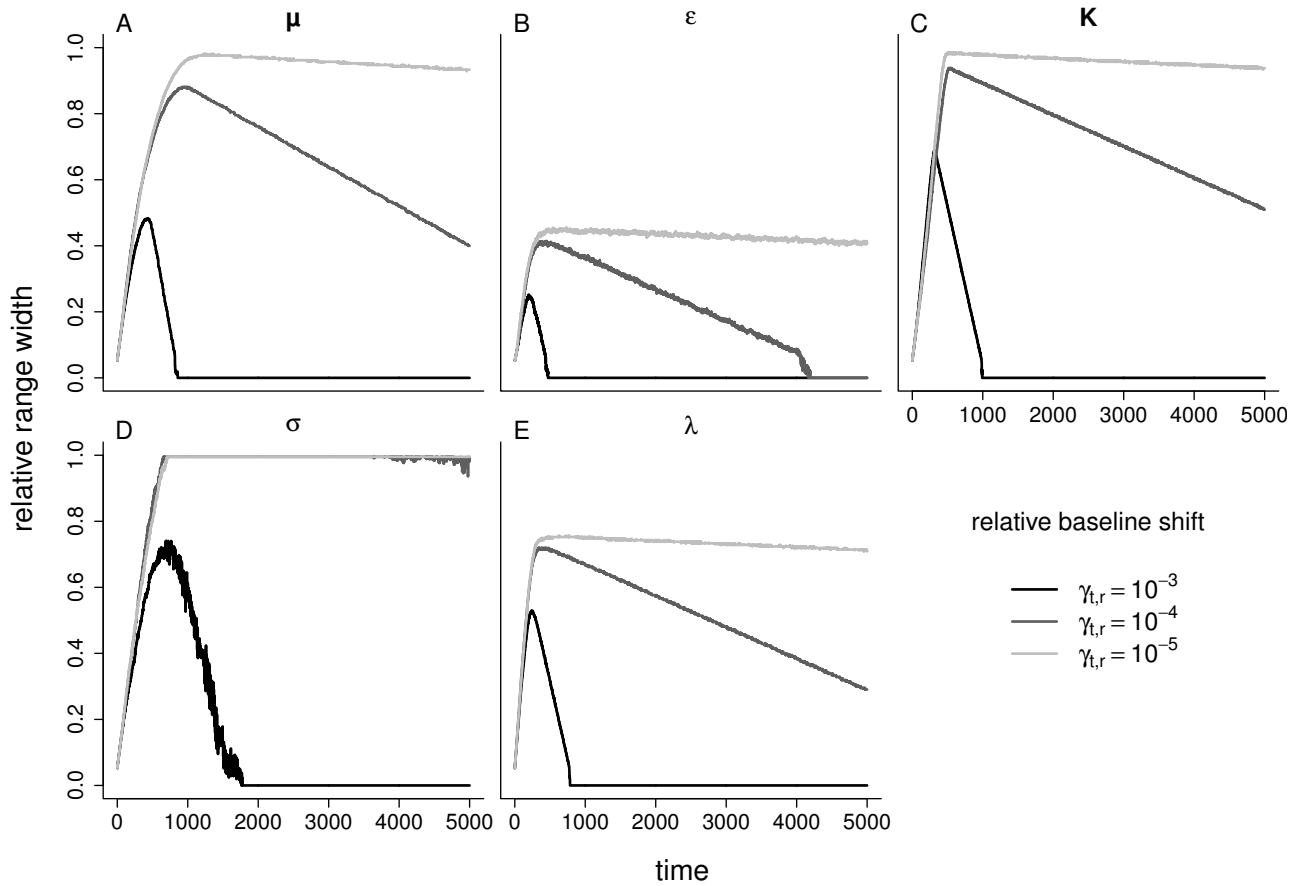 A μ B ε C K
0.0 0.2 0.4 0.6 0.8 1.0
0 1000 2000 3000 4000 5000
D σ E λ
0.0 0.2 0.4 0.6 0.8 1.0
relative range width
0 1000 2000 3000 4000 5000
0 1000 2000 3000 4000 5000
time
relative baseline shift
γt,r = 10⁻³
γt,r = 10⁻⁴
γt,r = 10⁻⁵